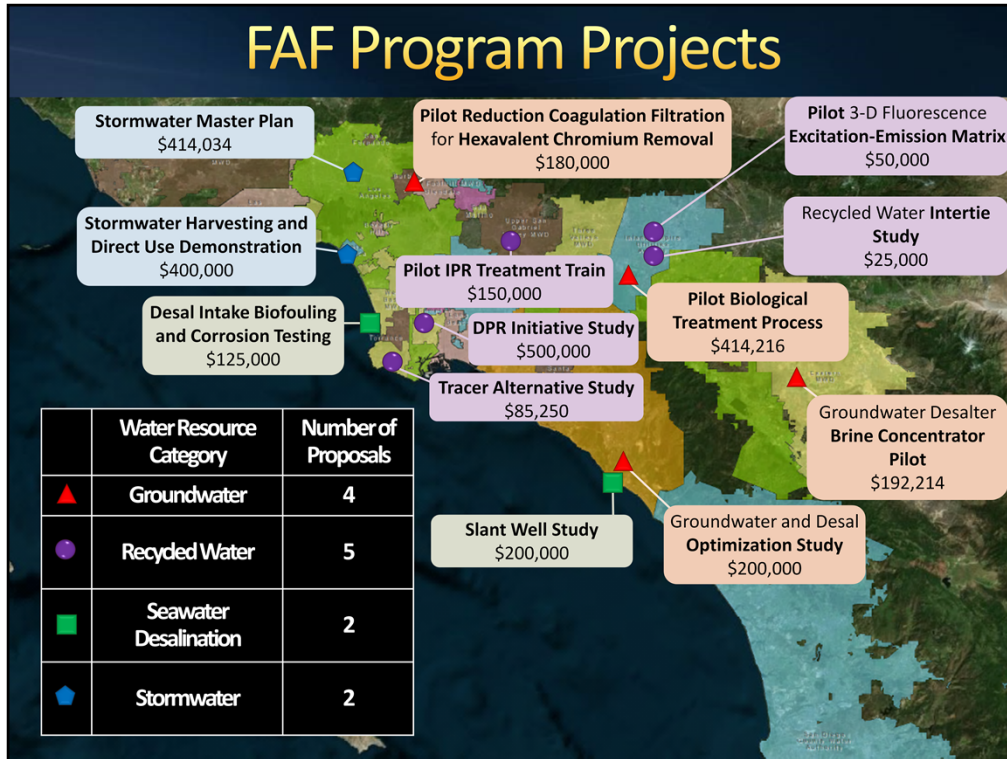 FAF Program Projects
Stormwater Master Plan
$414,034
Pilot Reduction Coagulation Filtration
for Hexavalent Chromium Removal
$180,000
Pilot 3-D Fluorescence
Excitation-Emission Matrix
$50,000
Stormwater Harvesting and
Direct Use Demonstration
$400,000
Recycled Water Intertie
Study
$25,000
Pilot IPR Treatment Train
$150,000
Desal Intake Biofouling
and Corrosion Testing
$125,000
Pilot Biological
Treatment Process
$414,216
DPR Initiative Study
$500,000
Tracer Alternative Study
$85,250
Groundwater Desalter
Brine Concentrator
Pilot
$192,214
Slant Well Study
$200,000
Groundwater and Desal
Optimization Study
$200,000
Water Resource
Category
Number of
Proposals
Groundwater 4
Recycled Water 5
Seawater
Desalination
2
Stormwater 2
Torrance